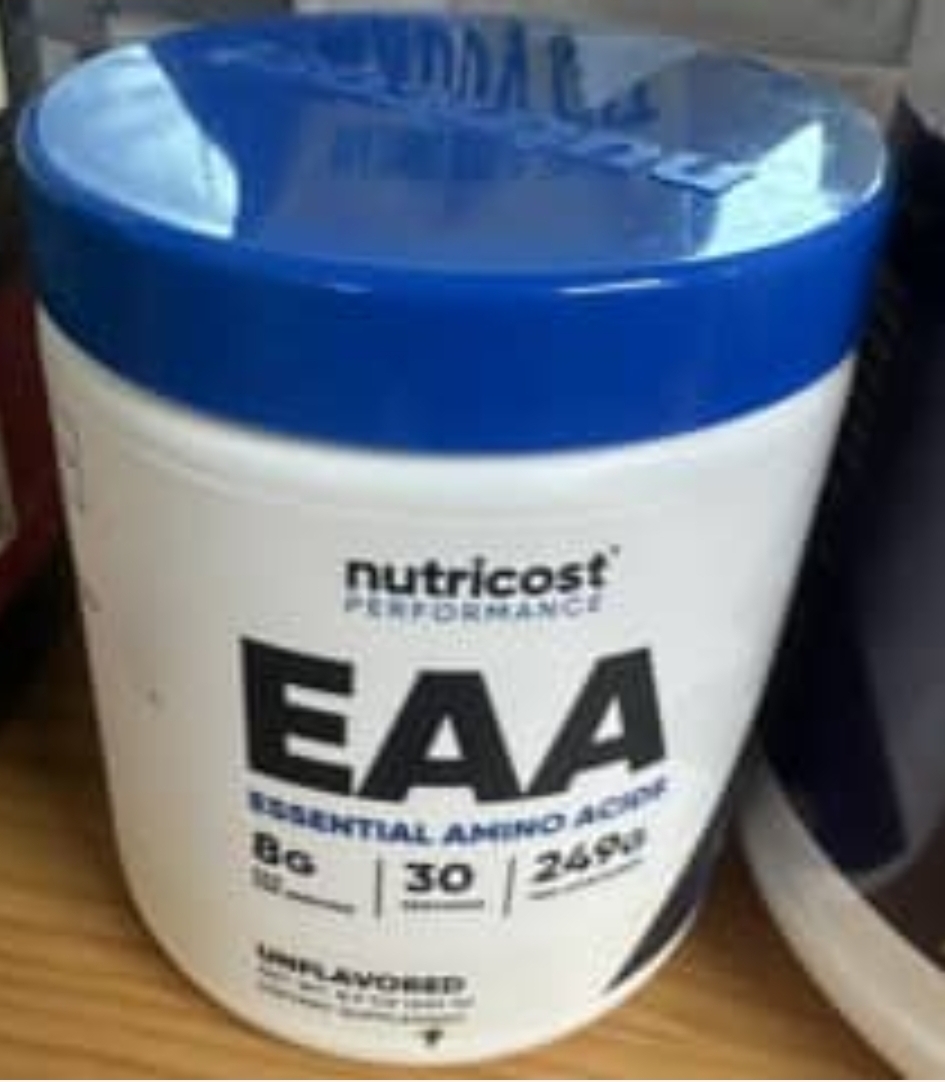 nutricost
PERFORMANCE
EAA
ESSENTIAL AMINO ACIDS
8G
30
249G
UNFLAVORED